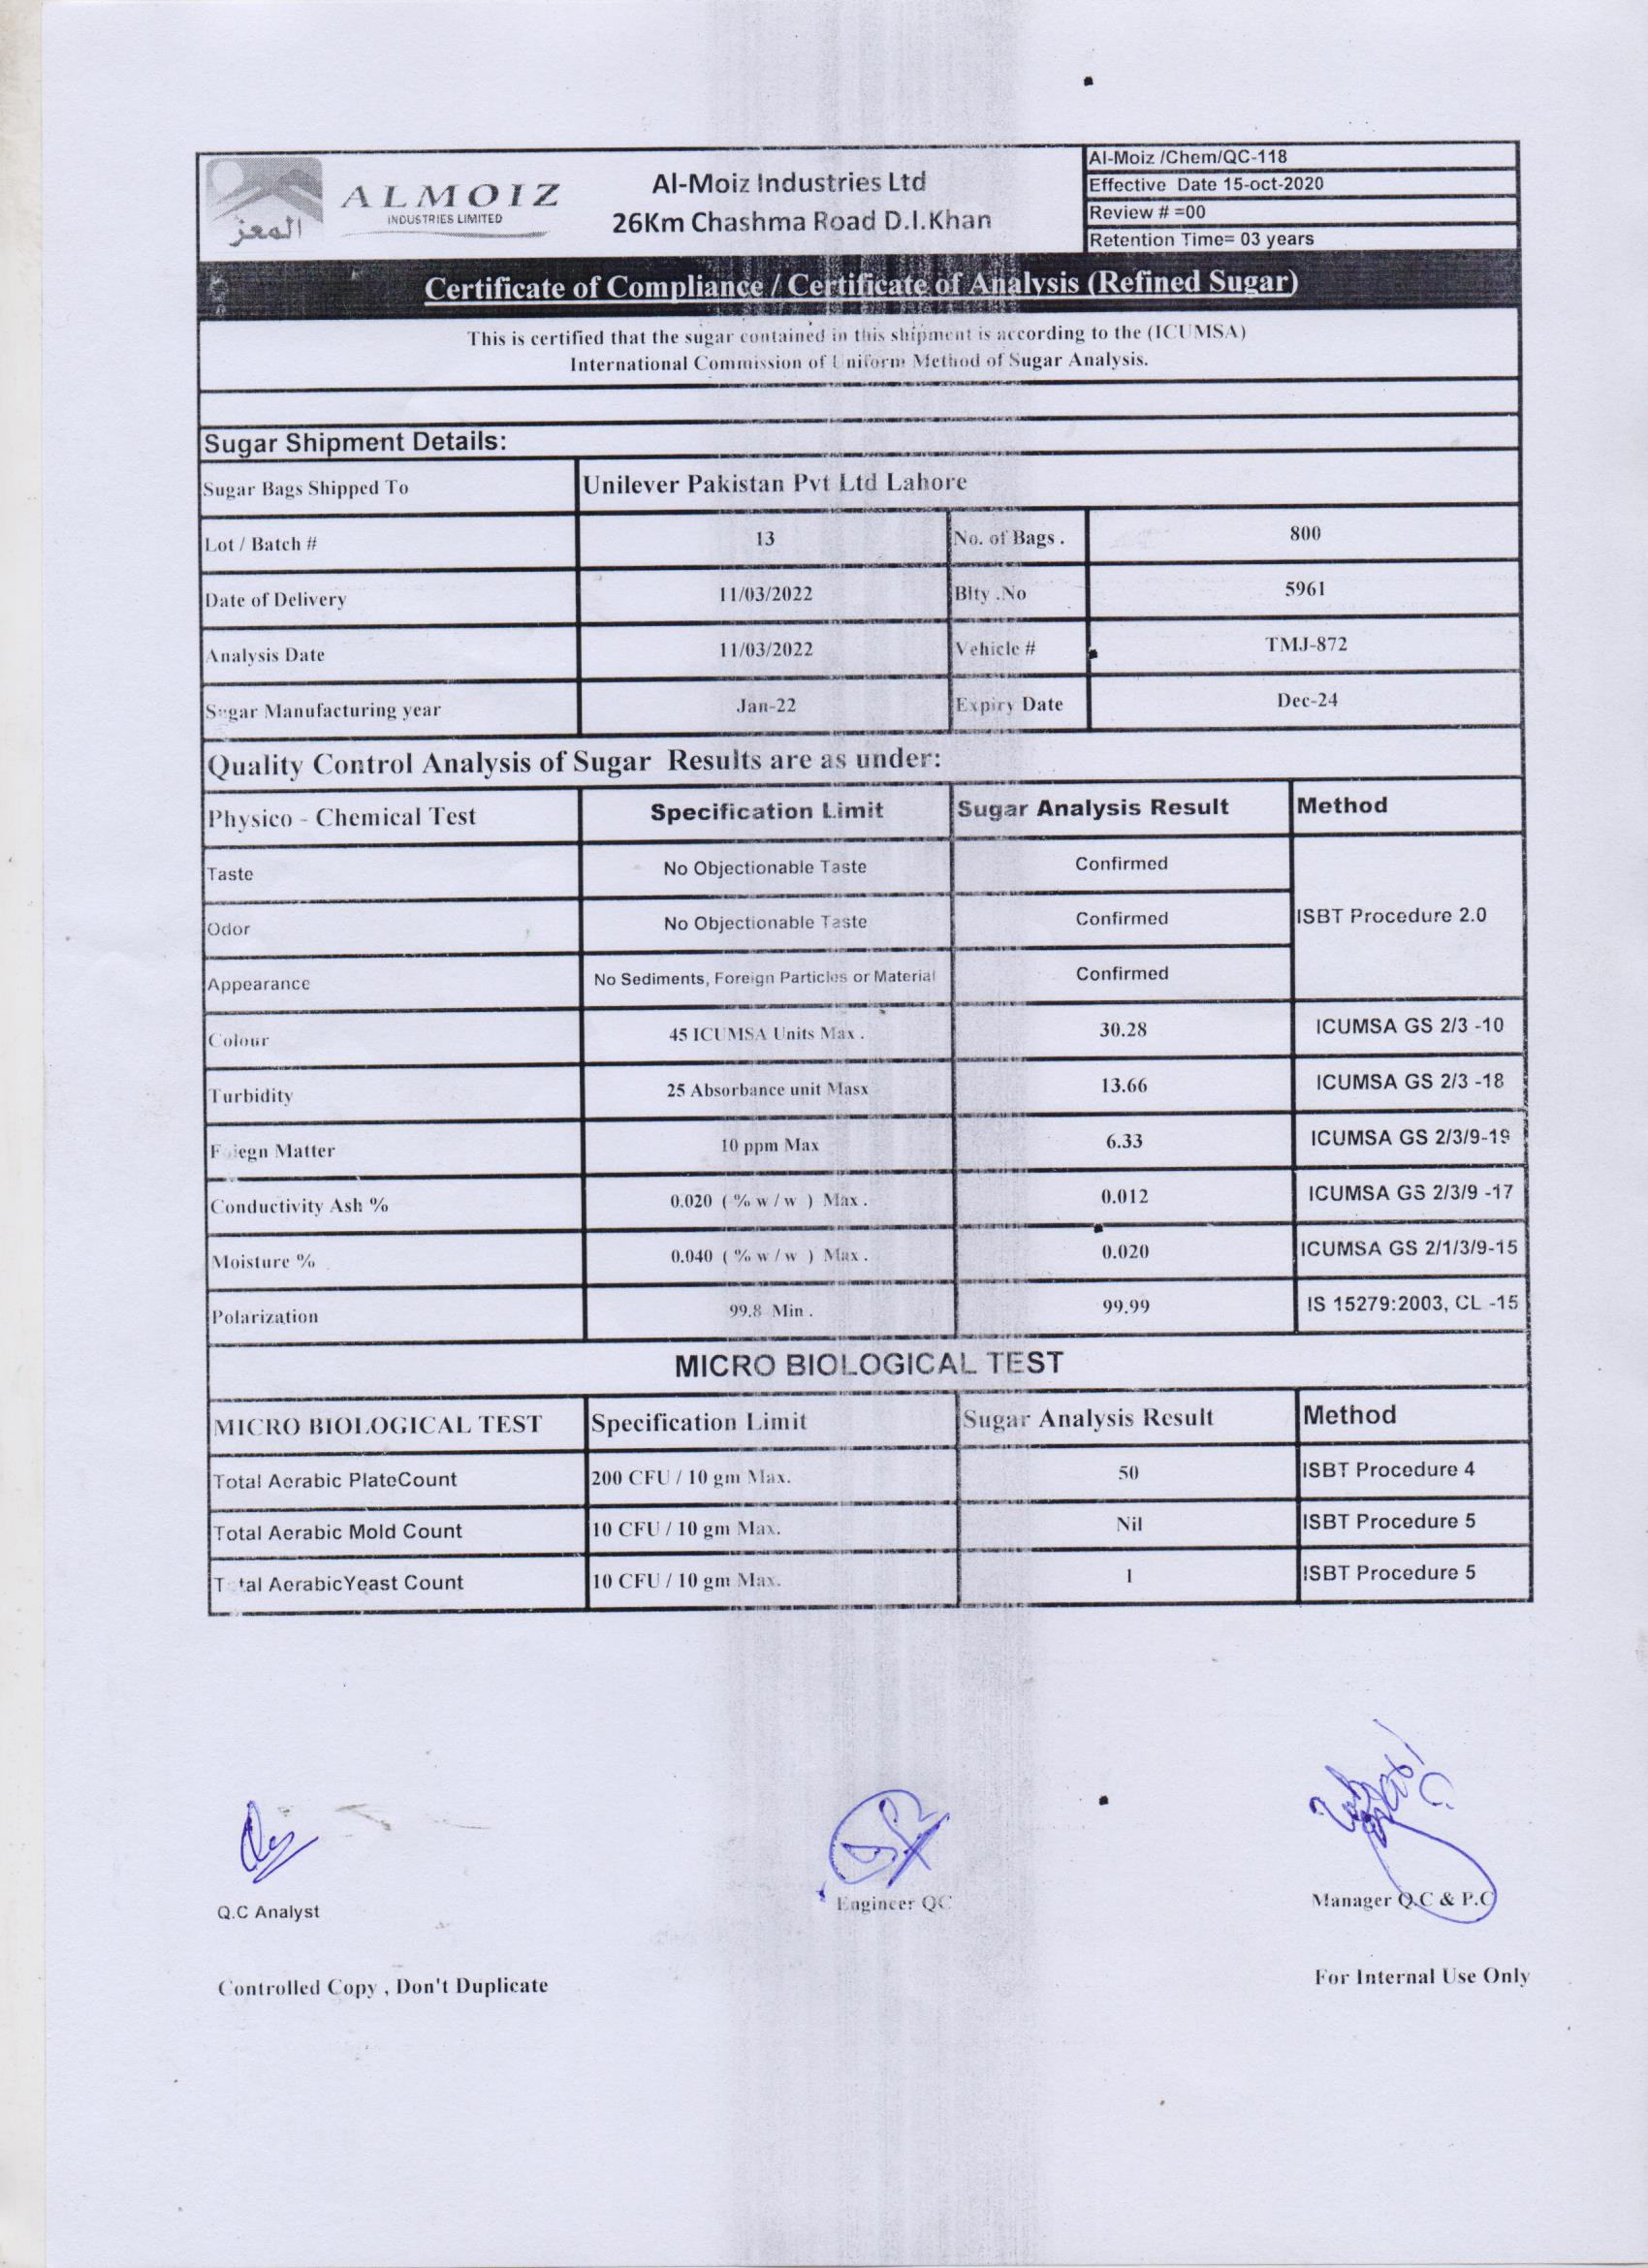 ALMOIZ
INDUSTRIES LIMITED
المعز
Al-Moiz Industries Ltd
26Km Chashma Road D.I.Khan
Al-Moiz /Chem/QC-118
Effective Date 15-oct-2020
Review # =00
Retention Time= 03 years
Certificate of Compliance / Certificate of Analysis (Refined Sugar)
This is certified that the sugar contained in this shipment is according to the (ICUMSA)
International Commission of Uniform Method of Sugar Analysis.
Sugar Shipment Details:
Sugar Bags Shipped To Unilever Pakistan Pvt Ltd Lahore
Lot / Batch # 13 No. of Bags . 800
Date of Delivery 11/03/2022 Blty .No 5961
Analysis Date 11/03/2022 Vehicle # TMJ-872
Sugar Manufacturing year Jan-22 Expiry Date Dec-24
Quality Control Analysis of Sugar Results are as under:
Physico - Chemical Test Specification Limit Sugar Analysis Result Method
Taste No Objectionable Taste Confirmed
Odor No Objectionable Taste Confirmed ISBT Procedure 2.0
Appearance No Sediments, Foreign Particles or Material Confirmed
Colour 45 ICUMSA Units Max . 30.28 ICUMSA GS 2/3 -10
Turbidity 25 Absorbance unit Masx 13.66 ICUMSA GS 2/3 -18
Matter 10 ppm Max 6.33 ICUMSA GS 2/3/9-19
Conductivity Ash % 0.020 ( % w / w ) Max . 0.012 ICUMSA GS 2/3/9 -17
Moisture % 0.040 ( % w / w ) Max . 0.020 ICUMSA GS 2/1/3/9-15
Polarization 99.8 Min . 99.99 IS 15279:2003, CL -15
MICRO BIOLOGICAL TEST
MICRO BIOLOGICAL TEST Specification Limit Sugar Analysis Result Method
Total Aerabic PlateCount 200 CFU / 10 gm Max. 50 ISBT Procedure 4
Total Aerabic Mold Count 10 CFU / 10 gm Max. Nil ISBT Procedure 5
Total AerabicYeast Count 10 CFU / 10 gm Max. 1 ISBT Procedure 5
Q.C Analyst Engineer QC Manager Q.C & P.C
Controlled Copy , Don't Duplicate For Internal Use Only